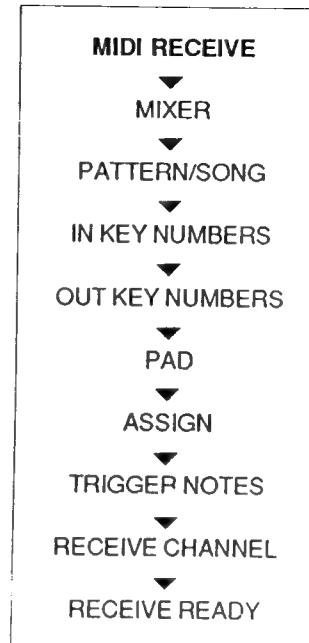 MIDI RECEIVE
MIXER
PATTERN/SONG
IN KEY NUMBERS
OUT KEY NUMBERS
PAD
ASSIGN
TRIGGER NOTES
RECEIVE CHANNEL
RECEIVE READY